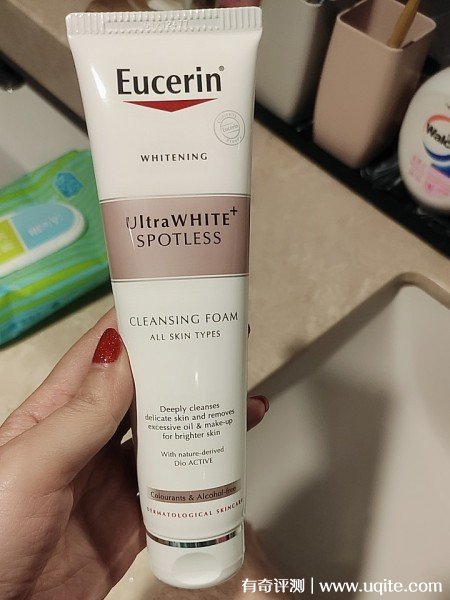 Eucerin®
WHITENING
UltraWHITE+
SPOTLESS
CLEANSING FOAM
ALL SKIN TYPES
Deeply cleanses
delicate skin and removes
excessive oil & make-up
for brighter skin
With nature-derived
Dio ACTIVE
Colourants & Alcohol-free
DERMATOLOGICAL SKINCARE
有奇评测 | www.uqite.com